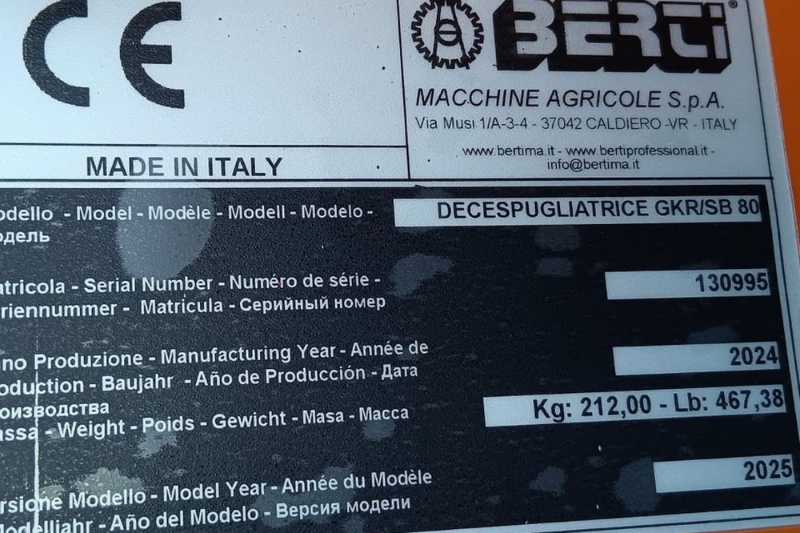 CE
BERTI®
MACCHINE AGRICOLE S.p.A.
Via Musi 1/A-3-4 - 37042 CALDIERO -VR - ITALY
www.bertima.it - www.bertiprofessional.it -
info@bertima.it
MADE IN ITALY
odello - Model - Modèle - Modell - Modelo -
одель
DECESPUGLIATRICE GKR/SB 80
atricola - Serial Number - Numéro de série -
eriennummer - Matricula - Серийный номер
130995
no Produzione - Manufacturing Year - Année de
oduction - Baujahr - Año de Producción - Дата
оизводства
2024
assa - Weight - Poids - Gewicht - Masa - Масса
Kg: 212,00 - Lb: 467,38
ersione Modello - Model Year - Année du Modèle
Modelljahr - Año del Modelo - Версия модели
2025